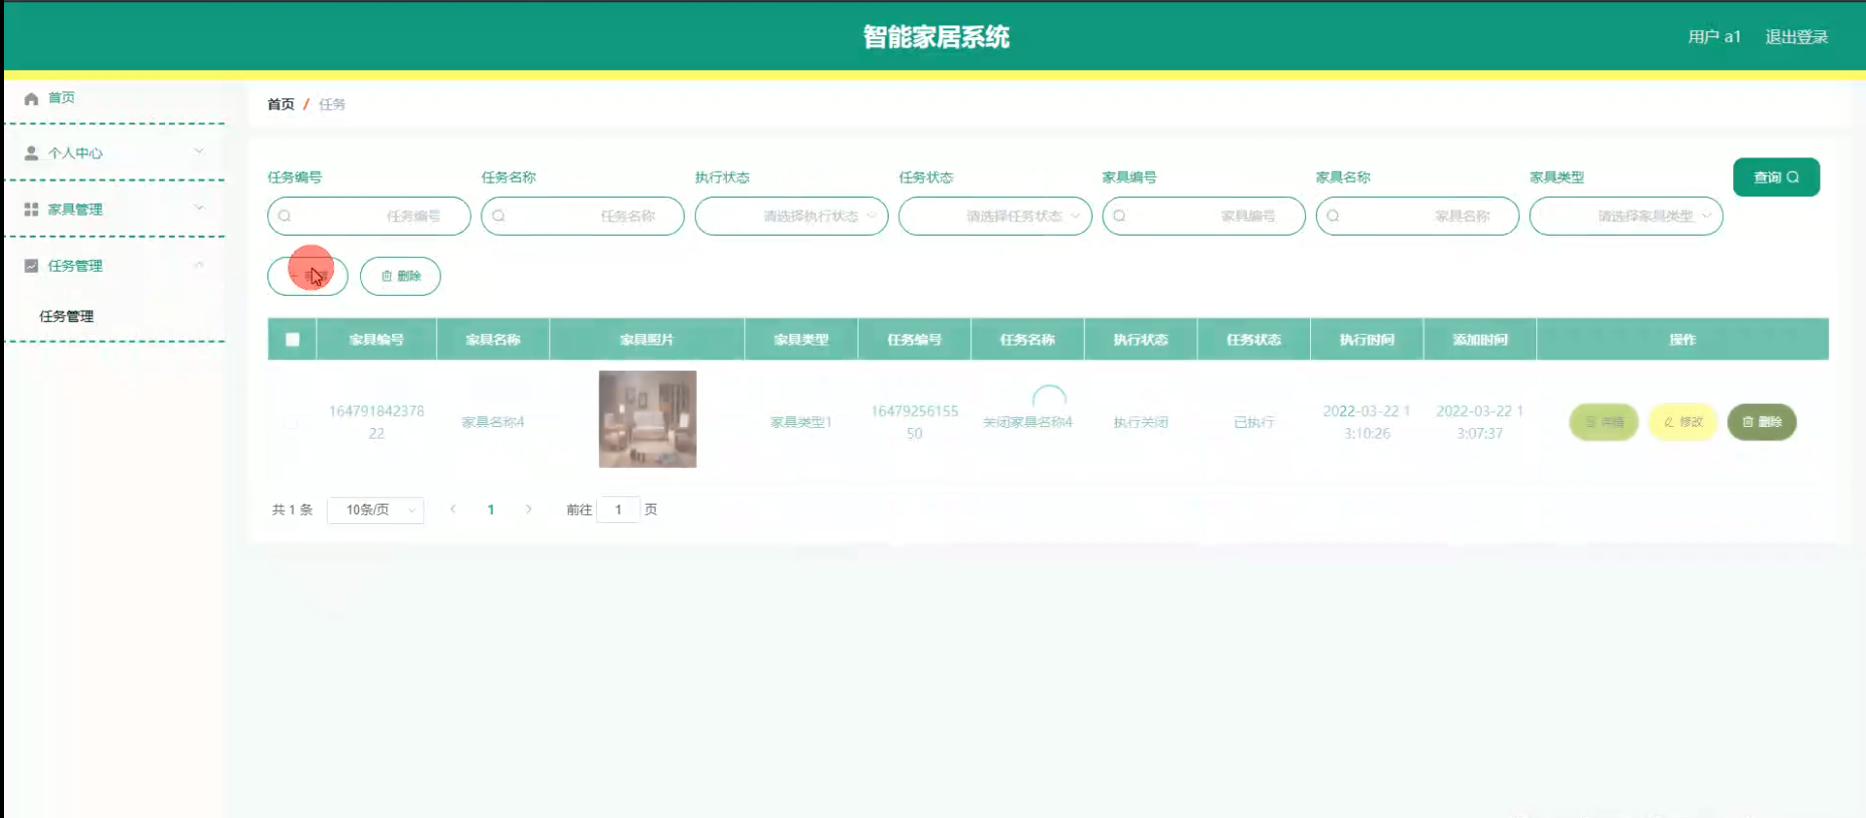 智能家居系统
用户 a1 退出登录
首页
个人中心
家具管理
任务管理
任务管理
首页 / 任务
任务编号 任务名称 执行状态 任务状态 家具编号 家具名称 家具类型
查询
任务编号 任务名称 请选择执行状态 请选择任务状态 家具编号 家具名称 请选择家具类型
删除
家具编号 家具名称 家具照片 家具类型 任务编号 任务名称 执行状态 任务状态 执行时间 添加时间 操作
164791842378
22
家具名称4
家具类型1
16479256155
50
关闭家具名称4
执行关闭
已执行
2022-03-22 1
3:10:26
2022-03-22 1
3:07:37
详情 修改 删除
共 1 条 10条/页 1 前往 1 页